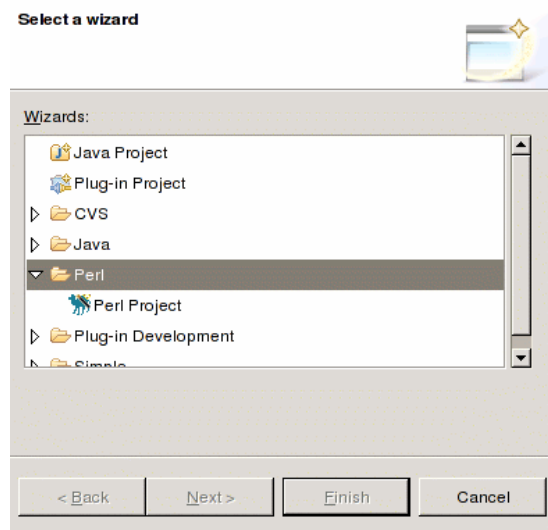 Select a wizard
Wizards:
Java Project
Plug-in Project
CVS
Java
Perl
Perl Project
Plug-in Development
Simple
< Back
Next >
Finish
Cancel